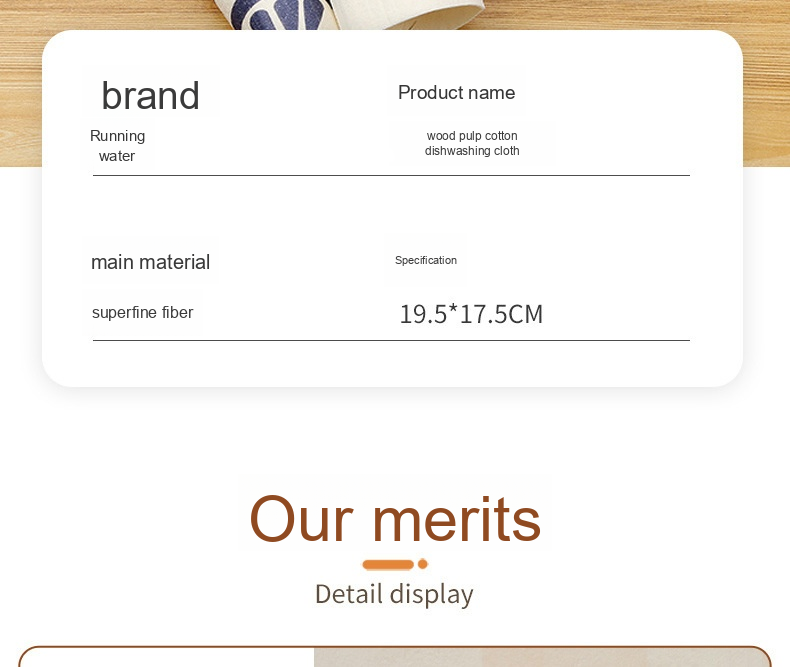 brand
Product name
Running
water
wood pulp cotton
dishwashing cloth
main material
Specification
superfine fiber
19.5*17.5CM
Our merits
Detail display